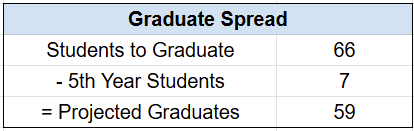 Graduate Spread
Students to Graduate 66
- 5th Year Students 7
= Projected Graduates 59